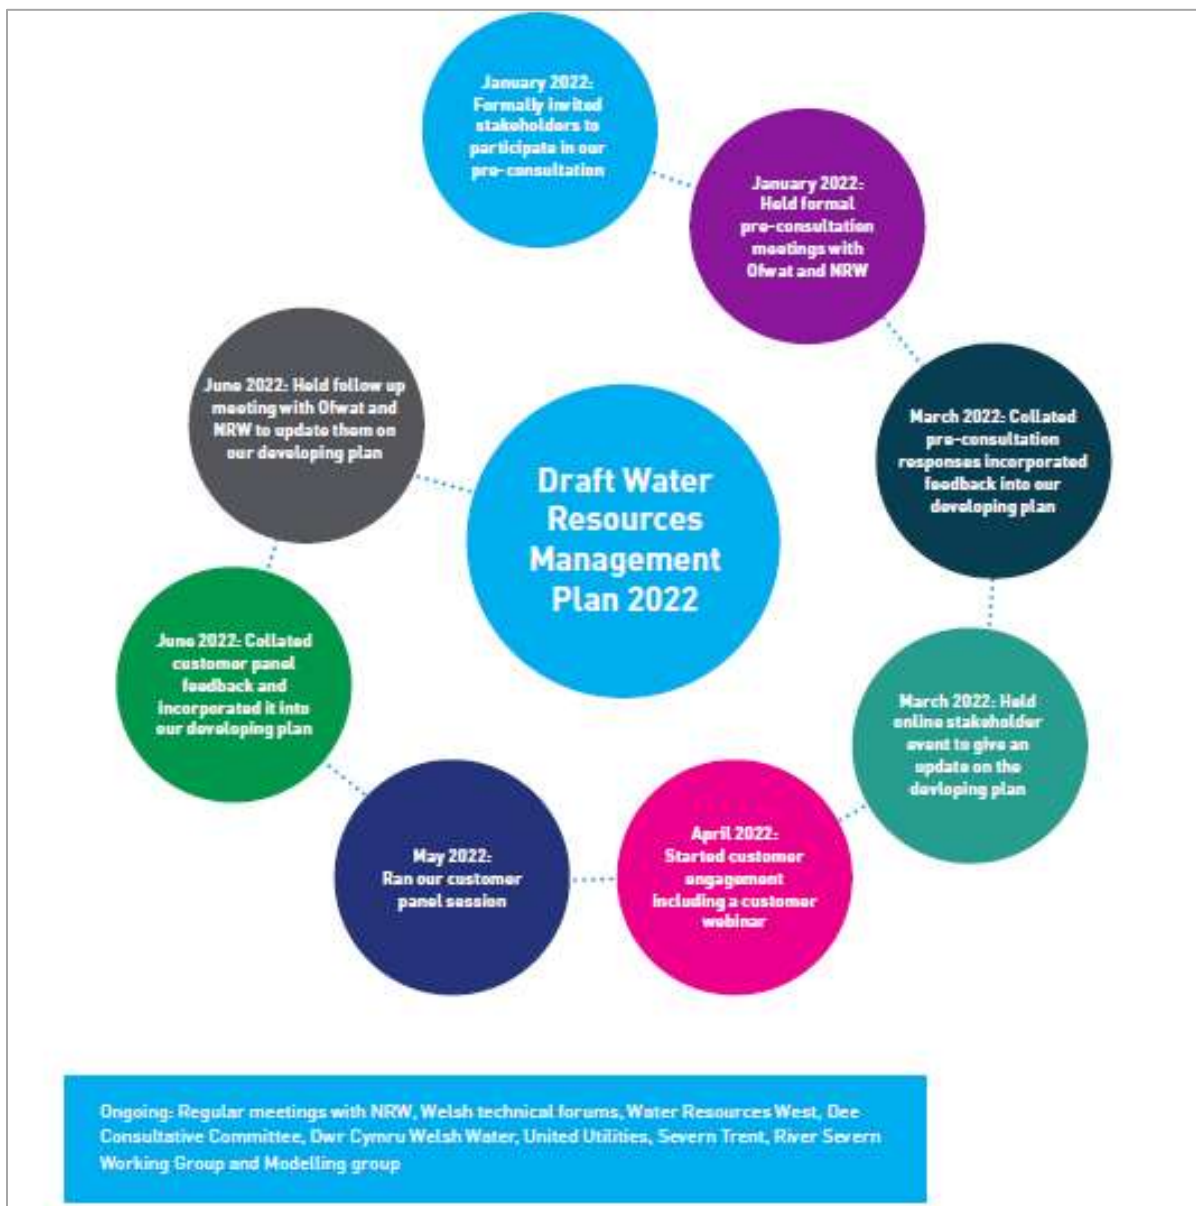 January 2022:
Formally invited
stakeholders to
participate in our
pre-consultation
January 2022:
Held formal
pre-consultation
meetings with
Ofwat and NRW
March 2022: Collated
pre-consultation
responses incorporated
feedback into our
developing plan
March 2022: Held
online stakeholder
event to give an
update on the
devloping plan
April 2022:
Started customer
engagement
including a customer
webinar
May 2022:
Ran our customer
panel session
June 2022: Collated
customer panel
feedback and
incorporated it into
our developing plan
June 2022: Held follow up
meeting with Ofwat and
NRW to update them on
our developing plan
Draft Water
Resources
Management
Plan 2022
Ongoing: Regular meetings with NRW, Welsh technical forums, Water Resources West, Dee
Consultative Committee, Dwr Cymru Welsh Water, United Utilities, Severn Trent, River Severn
Working Group and Modelling group